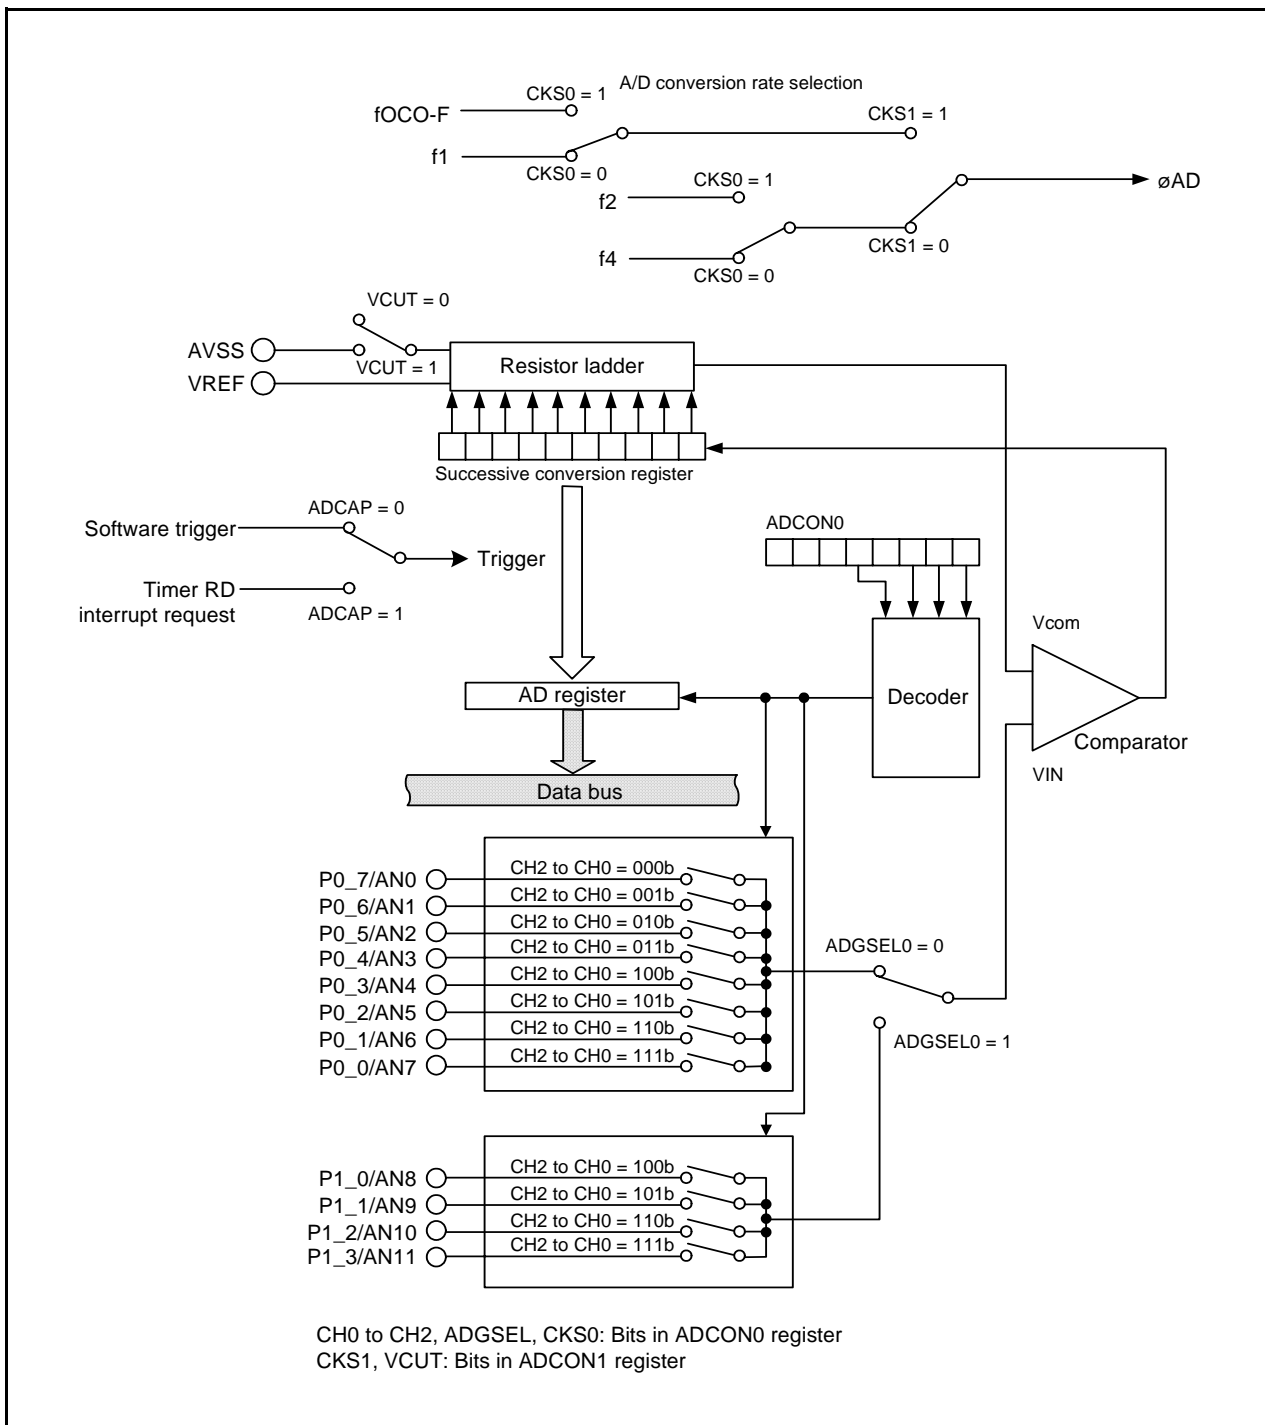 A/D conversion rate selection
CKS0 = 1
fOCO-F
CKS1 = 1
f1
CKS0 = 0
CKS0 = 1
f2
øAD
CKS1 = 0
f4
CKS0 = 0
VCUT = 0
AVSS
VCUT = 1
Resistor ladder
VREF
Successive conversion register
ADCAP = 0
Software trigger
Trigger
Timer RD
interrupt request
ADCAP = 1
ADCON0
Vcom
Decoder
Comparator
VIN
AD register
Data bus
P0_7/AN0 CH2 to CH0 = 000b
P0_6/AN1 CH2 to CH0 = 001b
P0_5/AN2 CH2 to CH0 = 010b
P0_4/AN3 CH2 to CH0 = 011b
P0_3/AN4 CH2 to CH0 = 100b
P0_2/AN5 CH2 to CH0 = 101b
P0_1/AN6 CH2 to CH0 = 110b
P0_0/AN7 CH2 to CH0 = 111b
ADGSEL0 = 0
ADGSEL0 = 1
P1_0/AN8 CH2 to CH0 = 100b
P1_1/AN9 CH2 to CH0 = 101b
P1_2/AN10 CH2 to CH0 = 110b
P1_3/AN11 CH2 to CH0 = 111b
CH0 to CH2, ADGSEL, CKS0: Bits in ADCON0 register
CKS1, VCUT: Bits in ADCON1 register